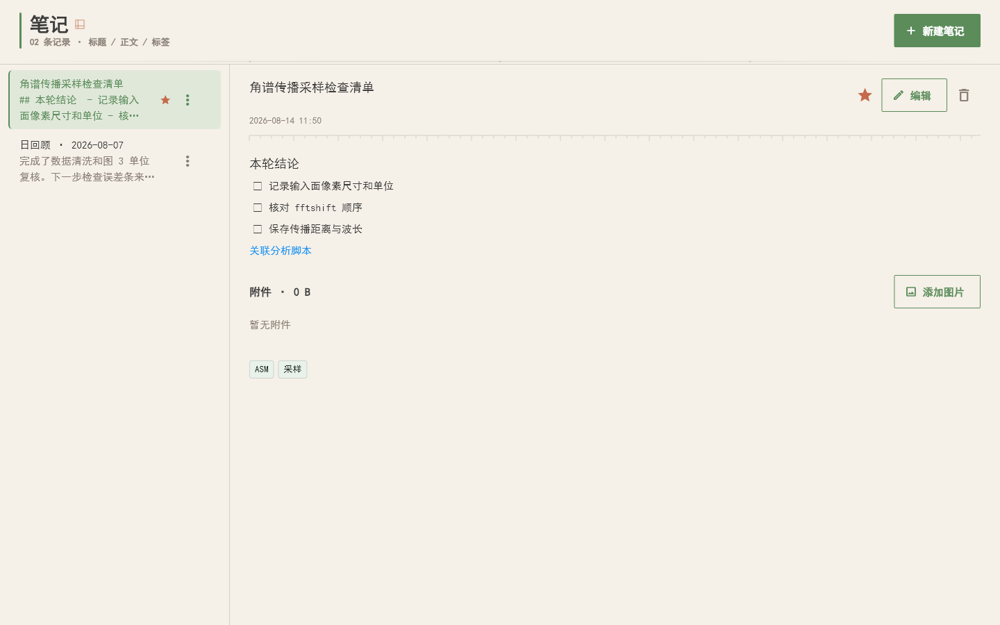 笔记
02 条记录 · 标题 / 正文 / 标签
新建笔记
角谱传播采样检查清单
## 本轮结论  - 记录输入
面像素尺寸和单位 - 核…
日回顾 · 2026-08-07
完成了数据清洗和图 3 单位
复核。下一步检查误差条来…
角谱传播采样检查清单
编辑
2026-08-14 11:50
本轮结论
记录输入面像素尺寸和单位
核对 fftshift 顺序
保存传播距离与波长
关联分析脚本
附件 · 0 B
添加图片
暂无附件
ASM
采样